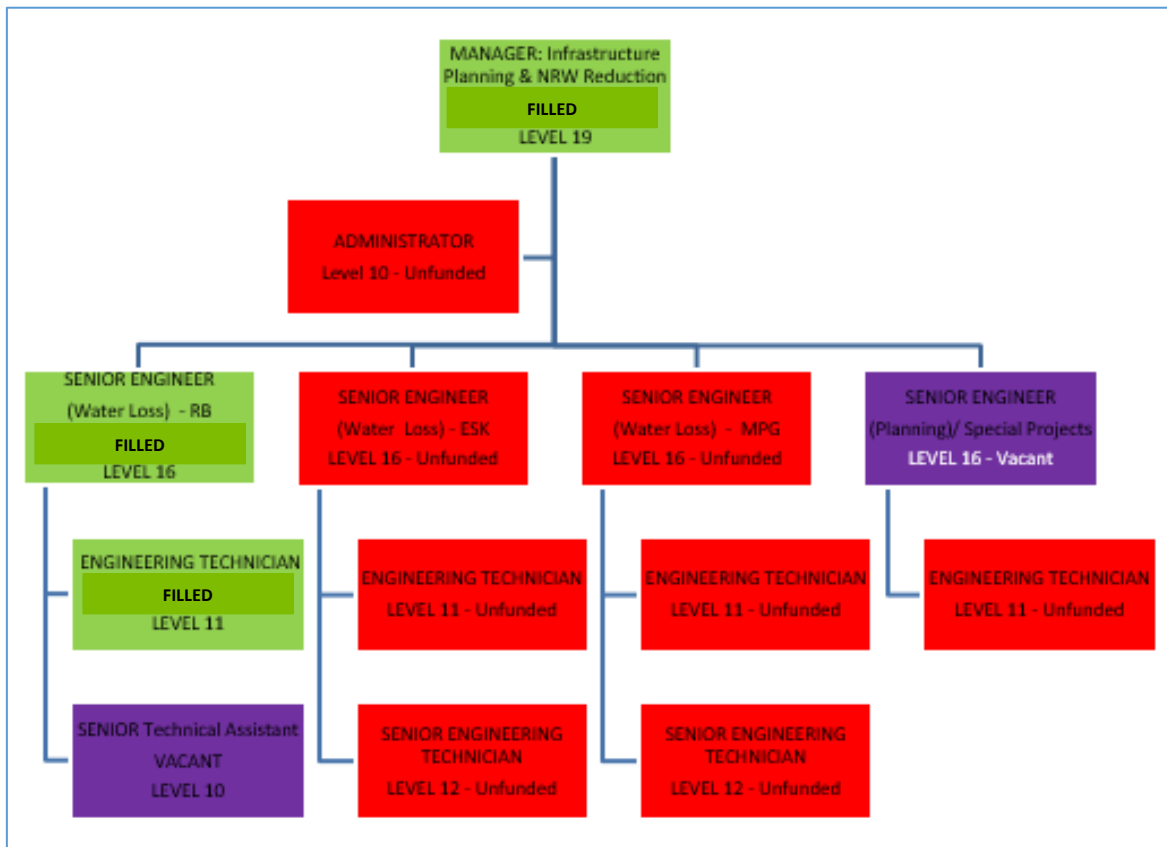 MANAGER: Infrastructure
Planning & NRW Reduction
FILLED
LEVEL 19
ADMINISTRATOR
Level 10 - Unfunded
SENIOR ENGINEER
(Water Loss) - RB
FILLED
LEVEL 16
SENIOR ENGINEER
(Water Loss) - ESK
LEVEL 16 - Unfunded
SENIOR ENGINEER
(Water Loss) - MPG
LEVEL 16 - Unfunded
SENIOR ENGINEER
(Planning)/ Special Projects
LEVEL 16 - Vacant
ENGINEERING TECHNICIAN
FILLED
LEVEL 11
ENGINEERING TECHNICIAN
LEVEL 11 - Unfunded
ENGINEERING TECHNICIAN
LEVEL 11 - Unfunded
ENGINEERING TECHNICIAN
LEVEL 11 - Unfunded
SENIOR Technical Assistant
VACANT
LEVEL 10
SENIOR ENGINEERING
TECHNICIAN
LEVEL 12 - Unfunded
SENIOR ENGINEERING
TECHNICIAN
LEVEL 12 - Unfunded